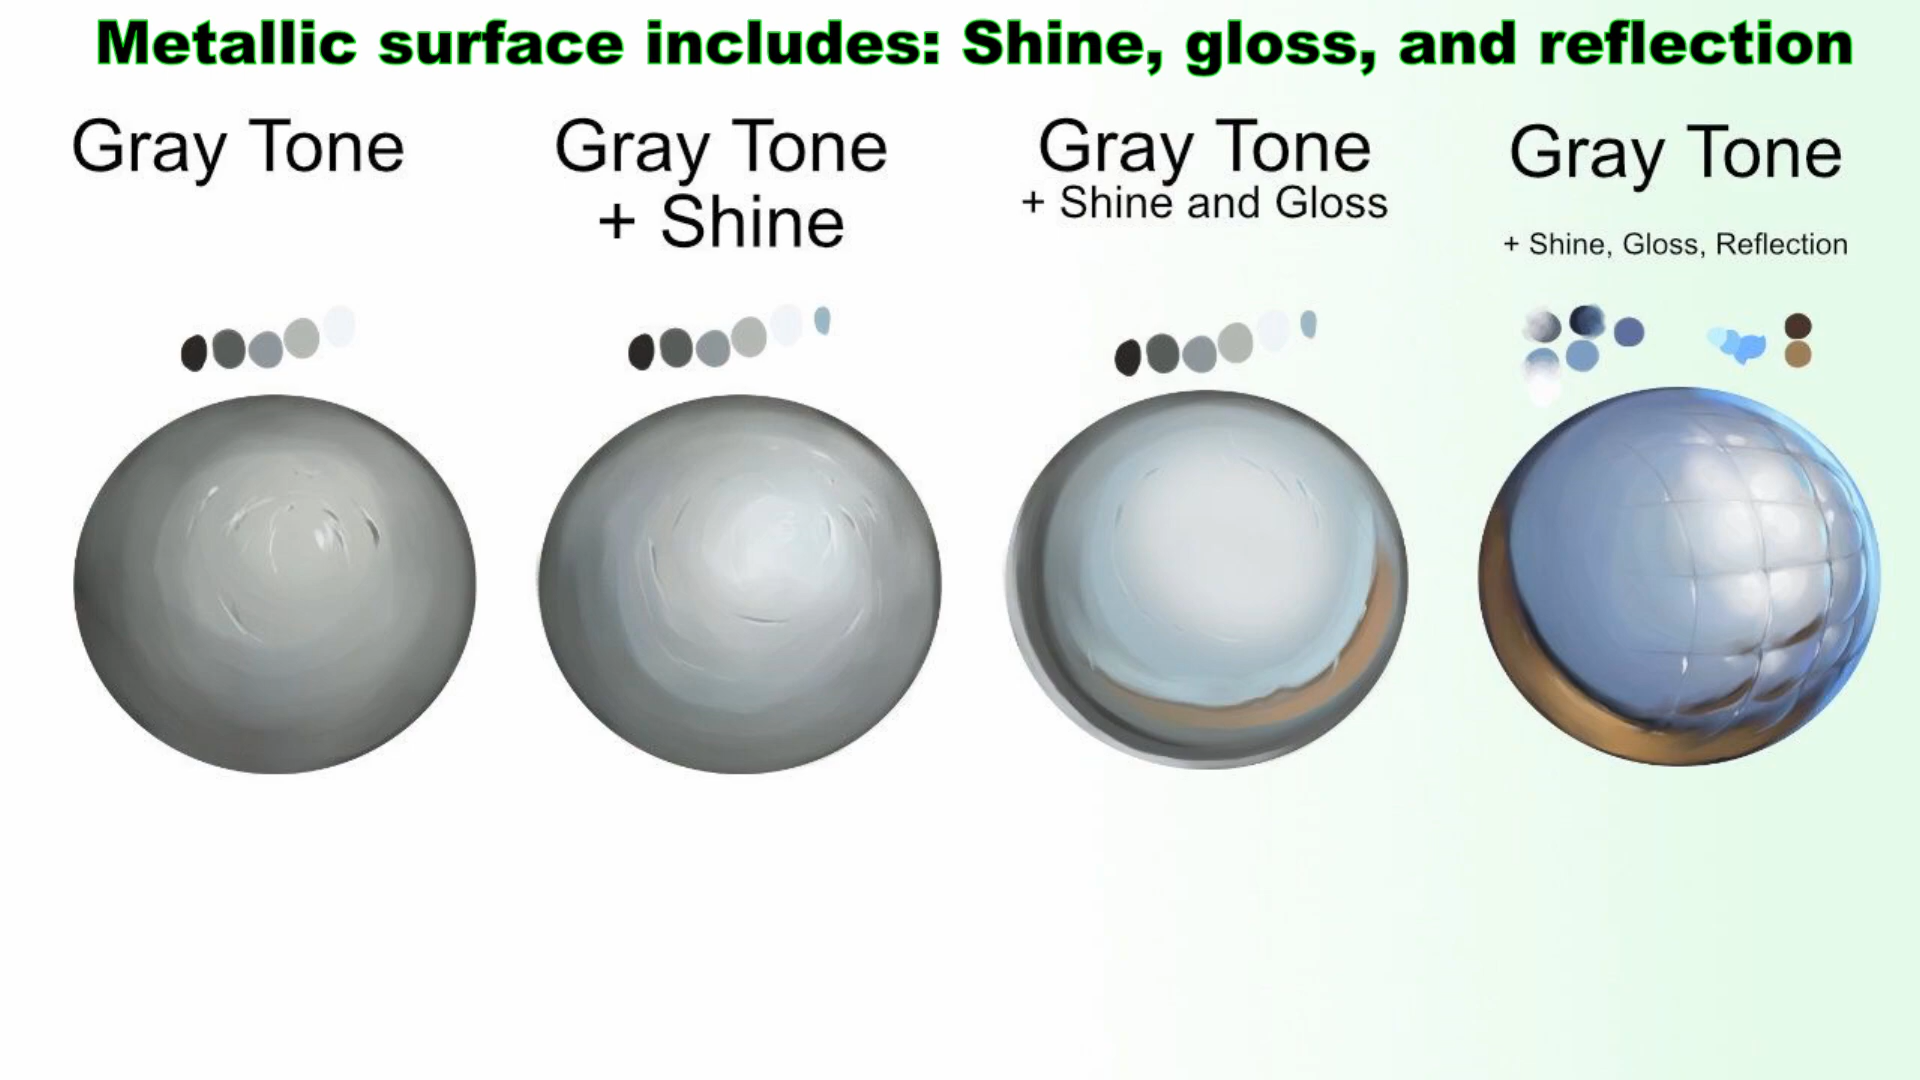 Metallic surface includes: Shine, gloss, and reflection
Gray Tone
Gray Tone
+ Shine
Gray Tone
+ Shine and Gloss
Gray Tone
+ Shine, Gloss, Reflection